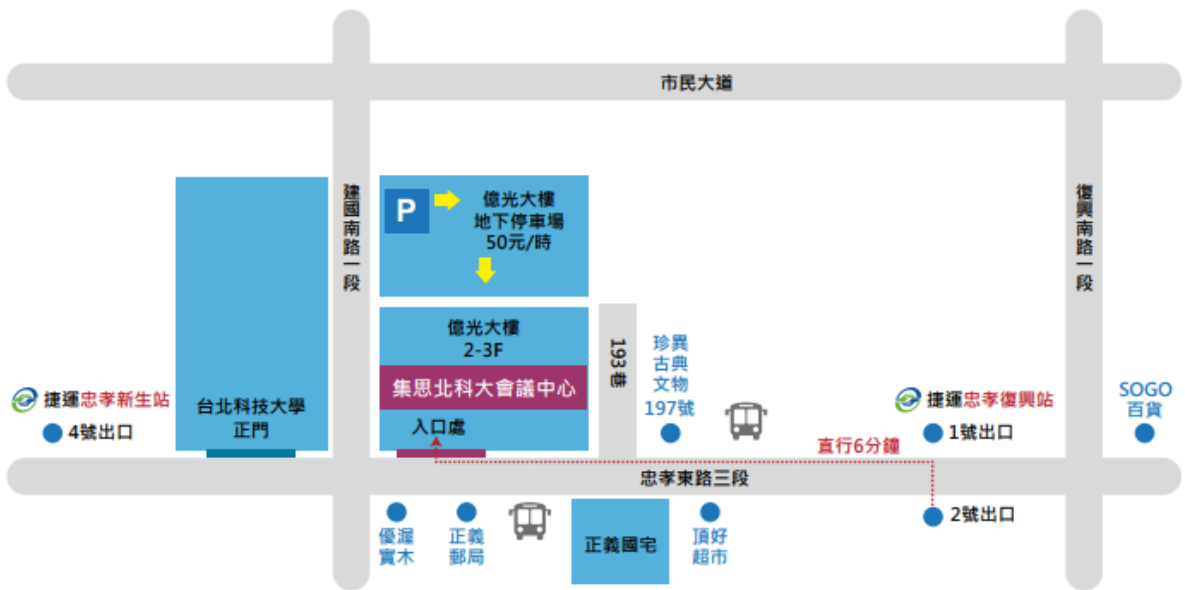 市民大道
建國南路一段
復興南路一段
P
億光大樓
地下停車場
50元/時
億光大樓
2-3F
集思北科大會議中心
入口處
193巷
珍異
古典
文物
197號
捷運忠孝新生站
4號出口
台北科技大學
正門
捷運忠孝復興站
1號出口
SOGO
百貨
直行6分鐘
忠孝東路三段
2號出口
優渥
實木
正義
郵局
正義國宅
頂好
超市